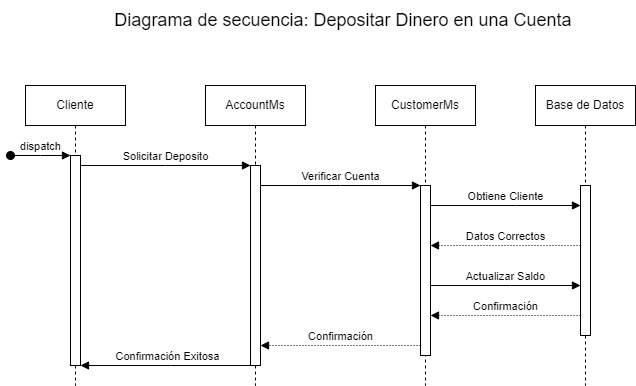 Diagrama de secuencia: Depositar Dinero en una Cuenta
Cliente
AccountMs
CustomerMs
Base de Datos
dispatch
Solicitar Deposito
Verificar Cuenta
Obtiene Cliente
Datos Correctos
Actualizar Saldo
Confirmación
Confirmación
Confirmación Exitosa